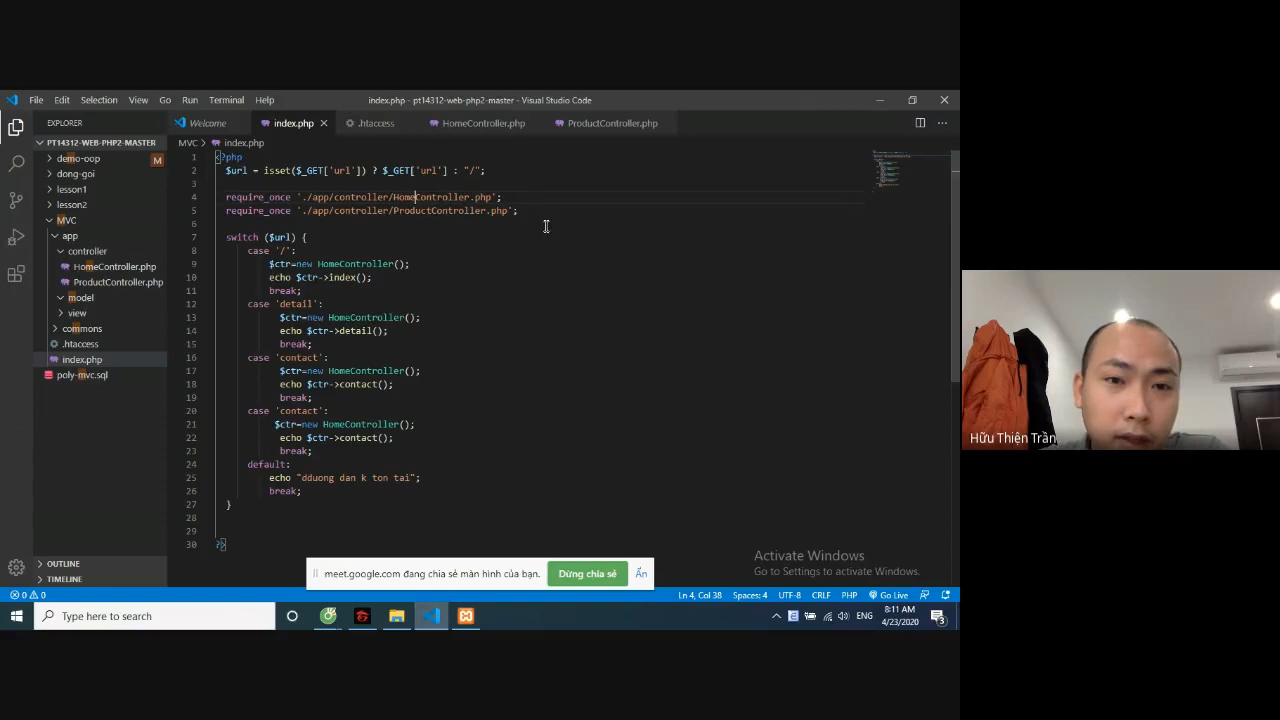 File Edit Selection View Go Run Terminal Help
index.php - pt14312-web-php2-master - Visual Studio Code
EXPLORER
Welcome
index.php
.htaccess
HomeController.php
ProductController.php
PT14312-WEB-PHP2-MASTER
demo-oop M
dong-goi
lesson1
lesson2
MVC
app
controller
HomeController.php
ProductController.php
model
view
commons
.htaccess
index.php
poly-mvc.sql
OUTLINE
TIMELINE
MVC > index.php
1 <?php
2 $url = isset($_GET['url']) ? $_GET['url'] : "/";
3
4 require_once './app/controller/HomeController.php';
5 require_once './app/controller/ProductController.php';
6
7 switch ($url) {
8 case '/':
9 $ctr=new HomeController();
10 echo $ctr->index();
11 break;
12 case 'detail':
13 $ctr=new HomeController();
14 echo $ctr->detail();
15 break;
16 case 'contact':
17 $ctr=new HomeController();
18 echo $ctr->contact();
19 break;
20 case 'contact':
21 $ctr=new HomeController();
22 echo $ctr->contact();
23 break;
24 default:
25 echo "dduong dan k ton tai";
26 break;
27 }
28
29
30 ?>
Activate Windows
Go to Settings to activate Windows.
meet.google.com đang chia sẻ màn hình của bạn. Dừng chia sẻ Ẩn
0 0
Ln 4, Col 38 Spaces: 4 UTF-8 CRLF PHP Go Live
Type here to search
ENG
8:11 AM
4/23/2020
3
Hữu Thiện Trần